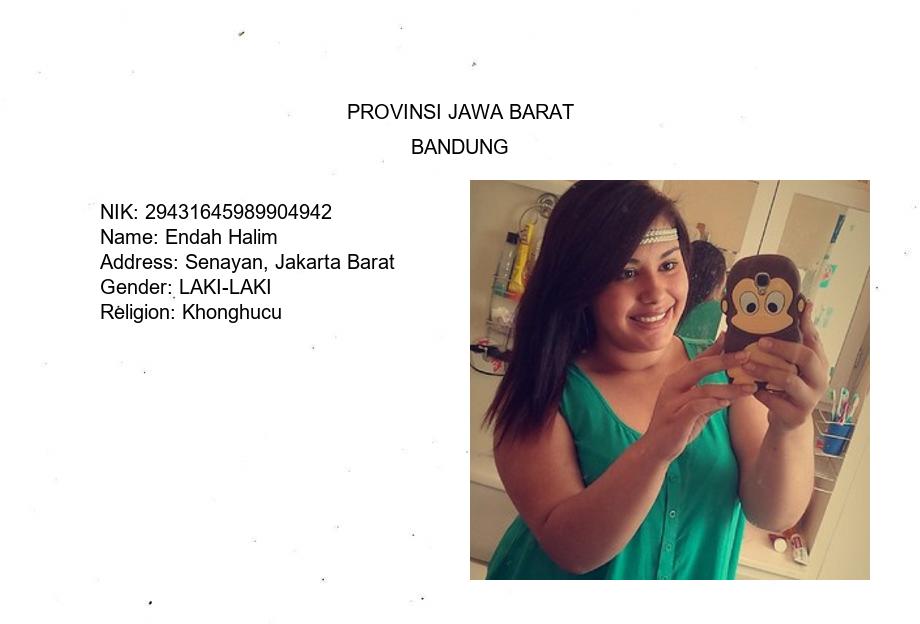 PROVINSI JAWA BARAT
BANDUNG
NIK: 29431645989904942
Name: Endah Halim
Address: Senayan, Jakarta Barat
Gender: LAKI-LAKI
Religion: Khonghucu